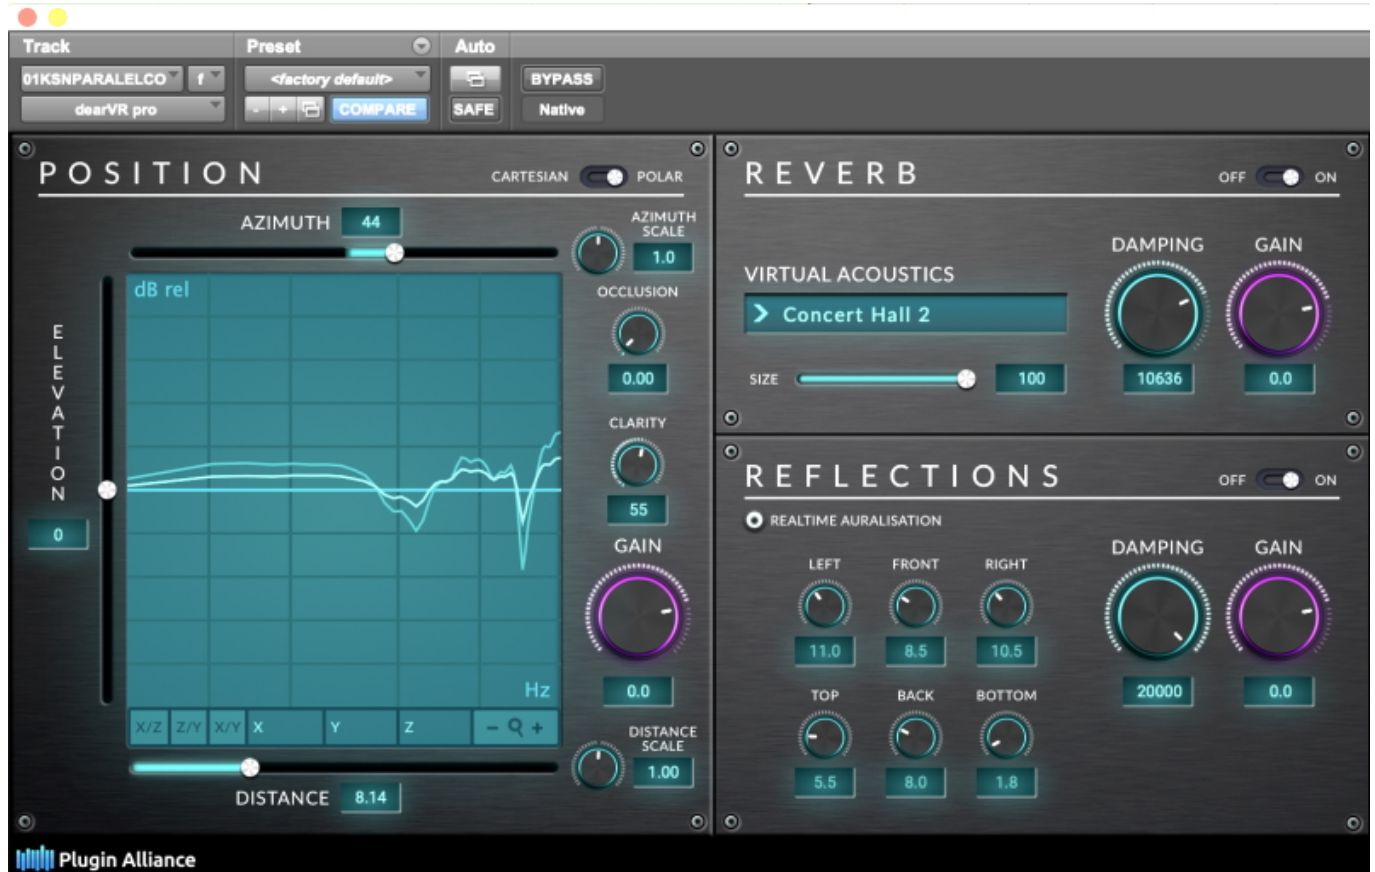 Track
Preset
Auto
01KSNPARALELCO
f
<factory default>
BYPASS
dearVR pro
- +
COMPARE
SAFE
Native
POSITION
CARTESIAN
POLAR
AZIMUTH 44
AZIMUTH
SCALE
1.0
dB rel
OCCLUSION
0.00
ELEVATION
0
CLARITY
55
GAIN
0.0
Hz
X/Z Z/Y X/Y X Y Z - +
DISTANCE
SCALE
1.00
DISTANCE 8.14
REVERB
OFF
ON
DAMPING
GAIN
VIRTUAL ACOUSTICS
Concert Hall 2
SIZE
100
10636
0.0
REFLECTIONS
OFF
ON
REALTIME AURALISATION
DAMPING
GAIN
LEFT
FRONT
RIGHT
11.0
8.5
10.5
20000
0.0
TOP
BACK
BOTTOM
5.5
8.0
1.8
Plugin Alliance